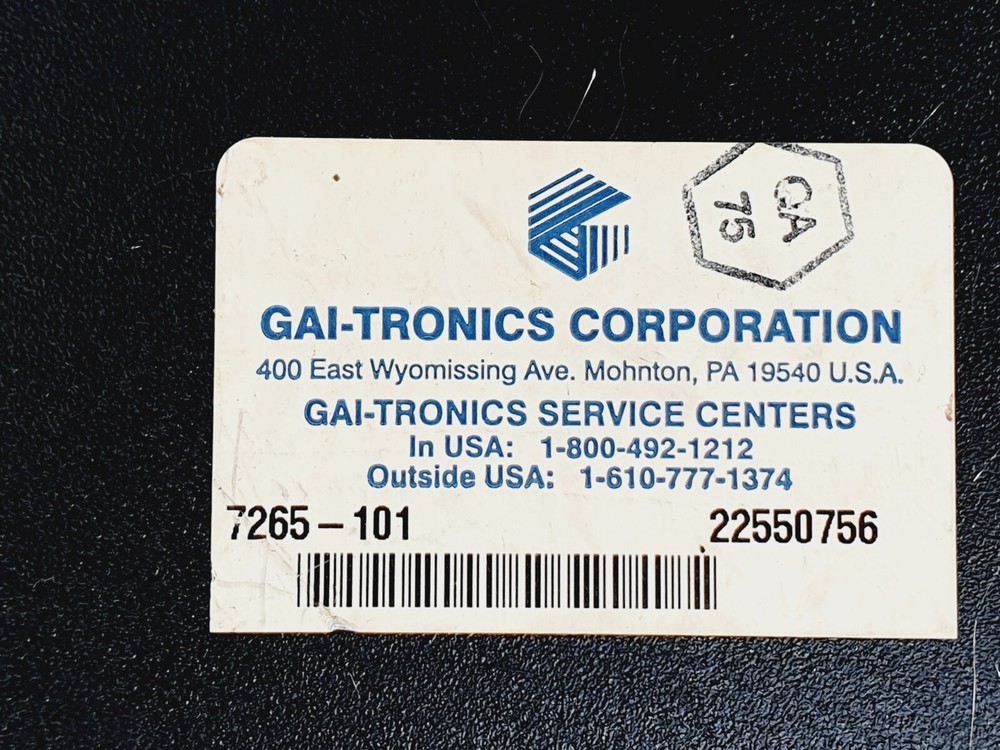 QA
75
GAI-TRONICS CORPORATION
400 East Wyomissing Ave. Mohnton, PA 19540 U.S.A.
GAI-TRONICS SERVICE CENTERS
In USA: 1-800-492-1212
Outside USA: 1-610-777-1374
7265-101
22550756